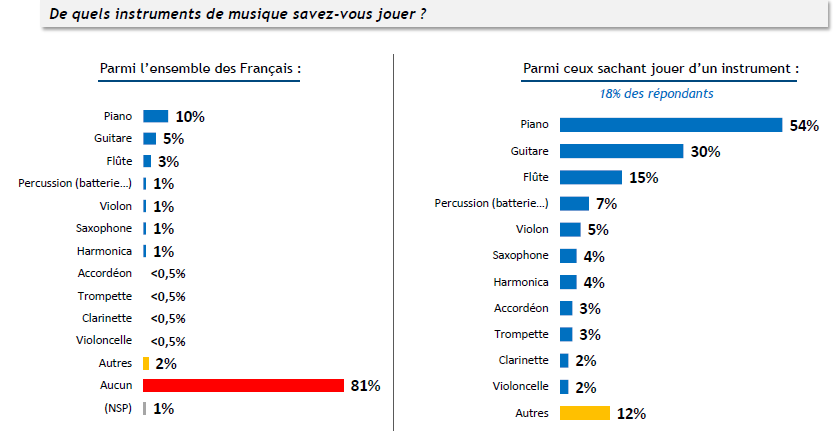 De quels instruments de musique savez-vous jouer ?
Parmi l’ensemble des Français :
Piano 10%
Guitare 5%
Flûte 3%
Percussion (batterie…) 1%
Violon 1%
Saxophone 1%
Harmonica 1%
Accordéon <0,5%
Trompette <0,5%
Clarinette <0,5%
Violoncelle <0,5%
Autres 2%
Aucun 81%
(NSP) 1%
Parmi ceux sachant jouer d’un instrument :
18% des répondants
Piano 54%
Guitare 30%
Flûte 15%
Percussion (batterie…) 7%
Violon 5%
Saxophone 4%
Harmonica 4%
Accordéon 3%
Trompette 3%
Clarinette 2%
Violoncelle 2%
Autres 12%